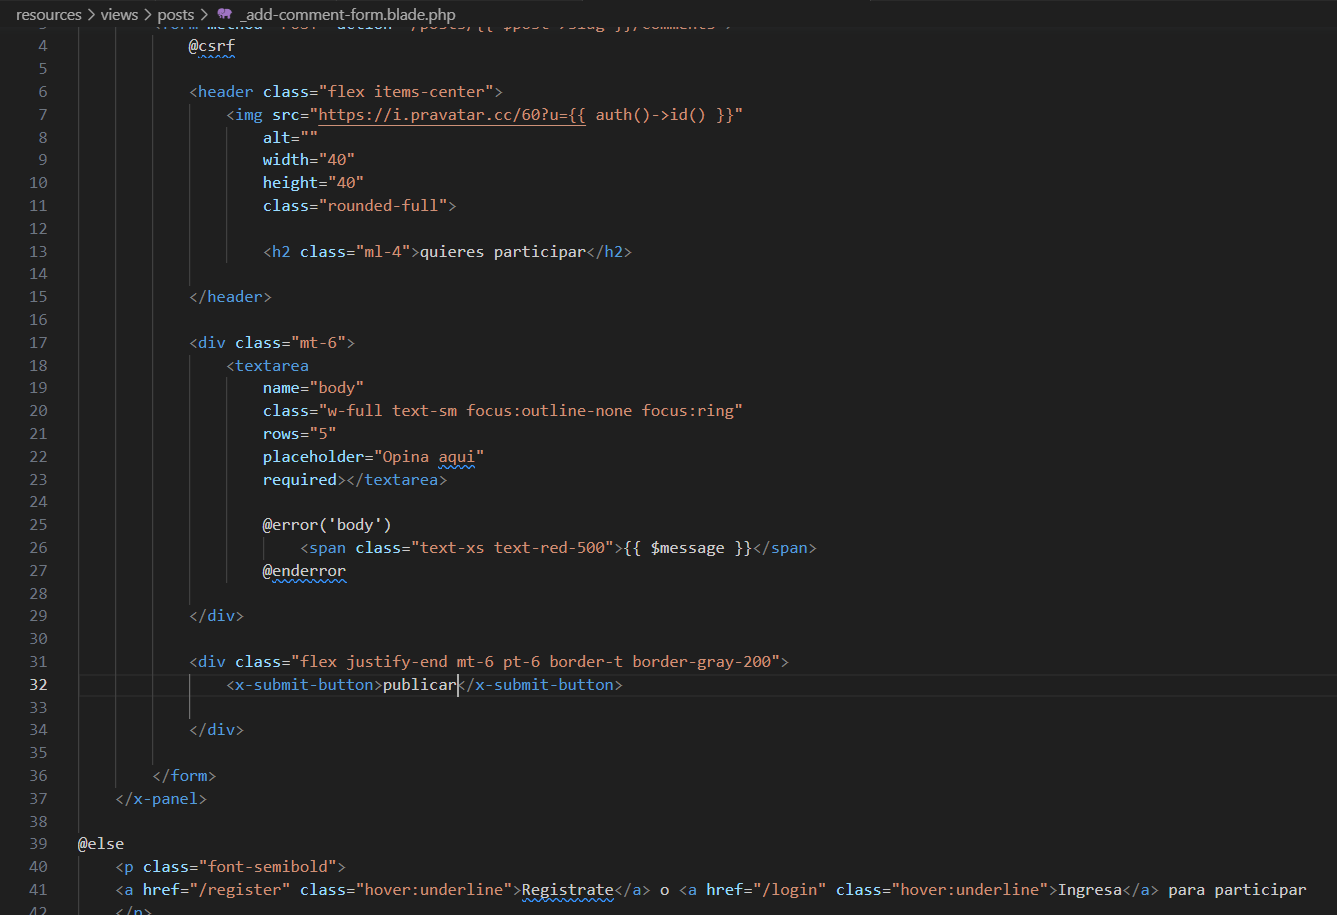 resources > views > posts > _add-comment-form.blade.php
4 @csrf
5
6 <header class="flex items-center">
7 <img src="https://i.pravatar.cc/60?u={{ auth()->id() }}"
8 alt=""
9 width="40"
10 height="40"
11 class="rounded-full">
12
13 <h2 class="ml-4">quieres participar</h2>
14
15 </header>
16
17 <div class="mt-6">
18 <textarea
19 name="body"
20 class="w-full text-sm focus:outline-none focus:ring"
21 rows="5"
22 placeholder="Opina aqui"
23 required></textarea>
24
25 @error('body')
26 <span class="text-xs text-red-500">{{ $message }}</span>
27 @enderror
28
29 </div>
30
31 <div class="flex justify-end mt-6 pt-6 border-t border-gray-200">
32 <x-submit-button>publicar</x-submit-button>
33
34 </div>
35
36 </form>
37 </x-panel>
38
39 @else
40 <p class="font-semibold">
41 <a href="/register" class="hover:underline">Registrate</a> o <a href="/login" class="hover:underline">Ingresa</a> para participar
42 </p>